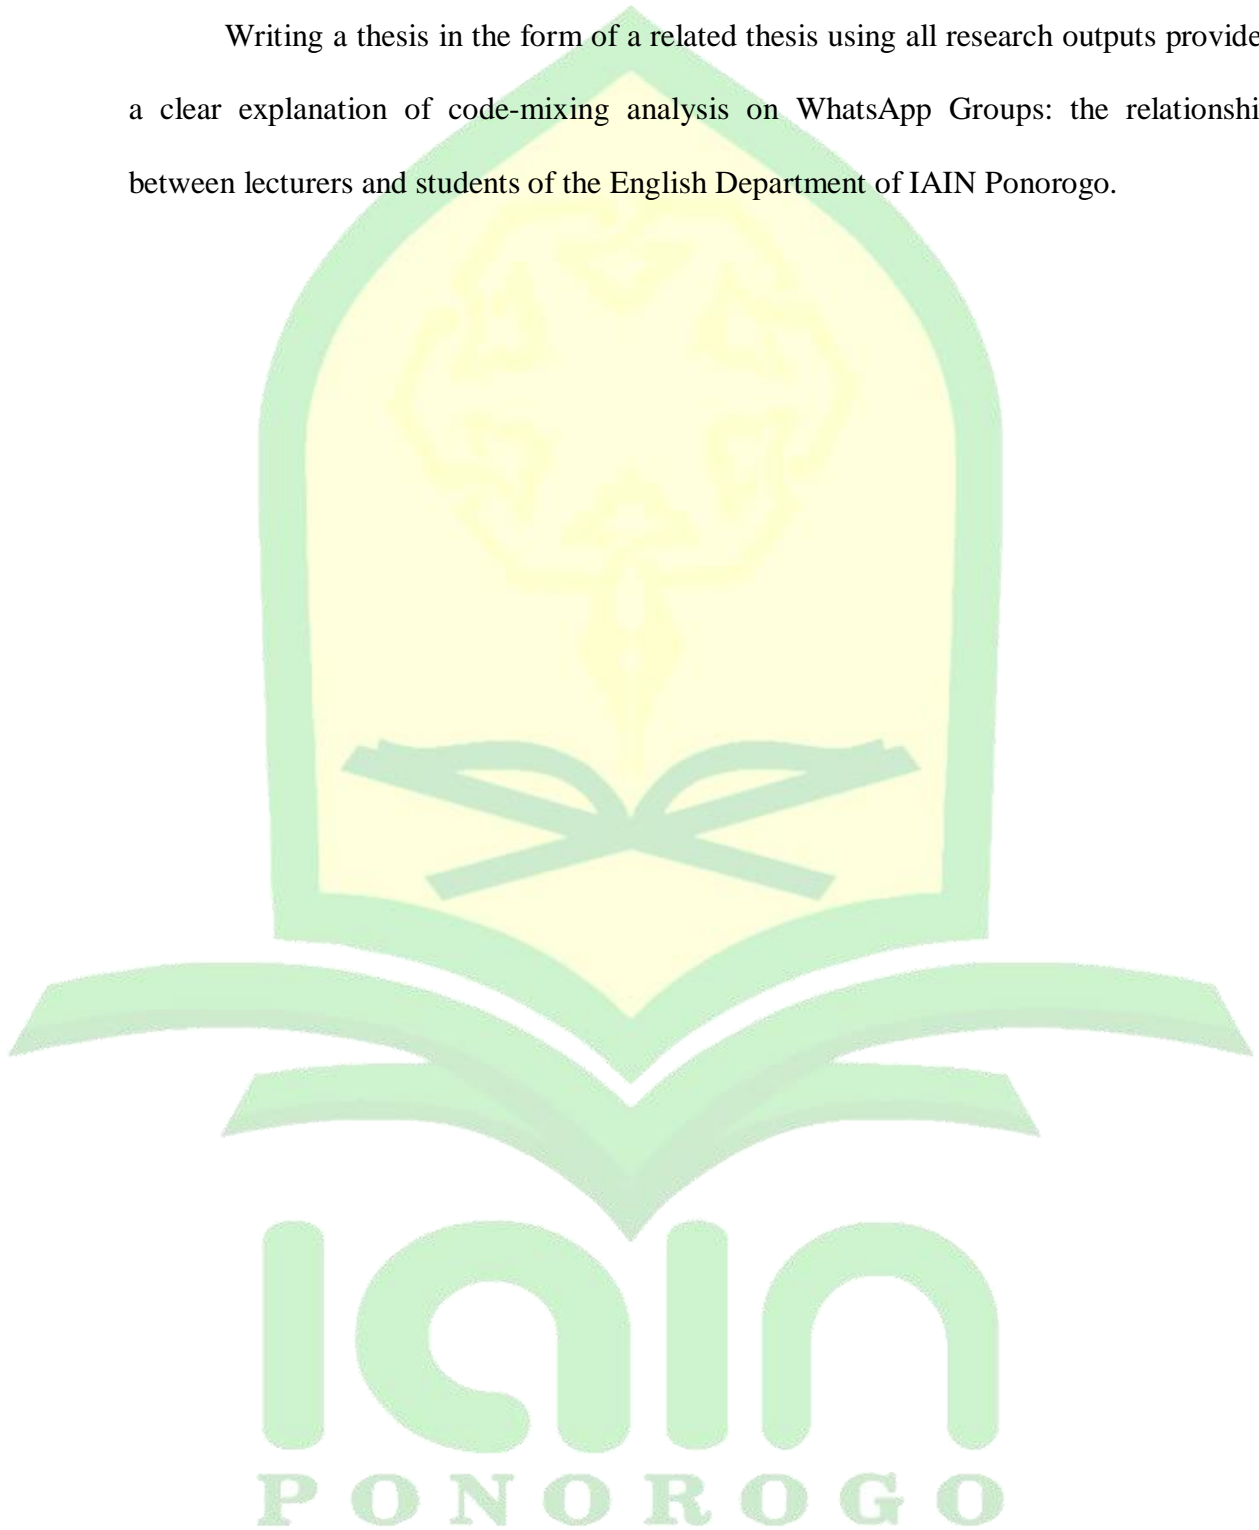 Writing a thesis in the form of a related thesis using all research outputs provide
a clear explanation of code-mixing analysis on WhatsApp Groups: the relationshi
between lecturers and students of the English Department of IAIN Ponorogo.
IAIN
PONOROGO